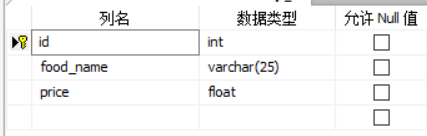 列名 数据类型 允许 Null 值
id int
food_name varchar(25)
price float